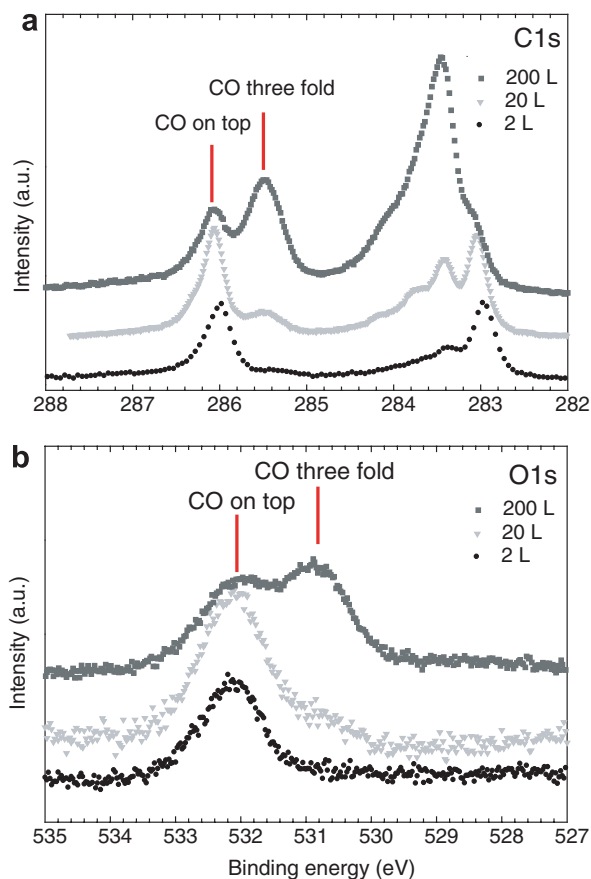 a
C1s
200 L
20 L
2 L
CO three fold
CO on top
Intensity (a.u.)
288 287 286 285 284 283 282
b
O1s
CO three fold
CO on top
200 L
20 L
2 L
Intensity (a.u.)
535 534 533 532 531 530 529 528 527
Binding energy (eV)